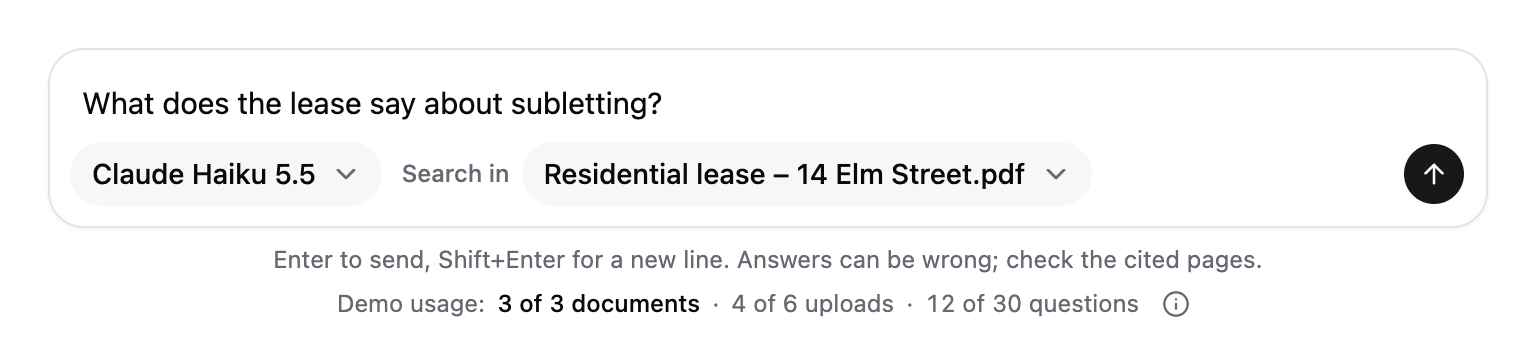 What does the lease say about subletting?
Claude Haiku 5.5 Search in Residential lease – 14 Elm Street.pdf
Enter to send, Shift+Enter for a new line. Answers can be wrong; check the cited pages.
Demo usage: 3 of 3 documents · 4 of 6 uploads · 12 of 30 questions